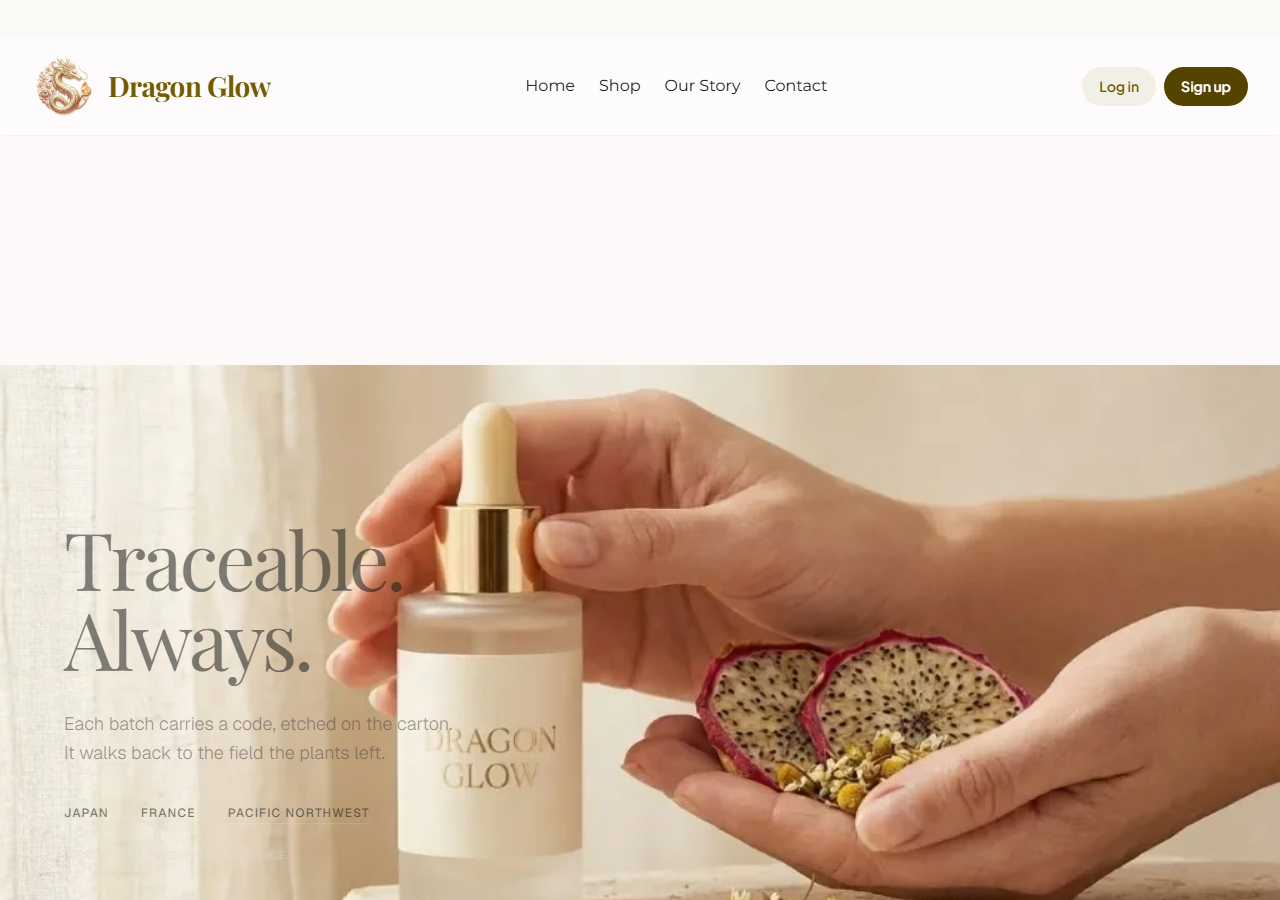 Dragon Glow
Home Shop Our Story Contact
Log in Sign up
Traceable.
Always.
Each batch carries a code, etched on the carton.
It walks back to the field the plants left.
JAPAN FRANCE PACIFIC NORTHWEST
DRAGON
GLOW